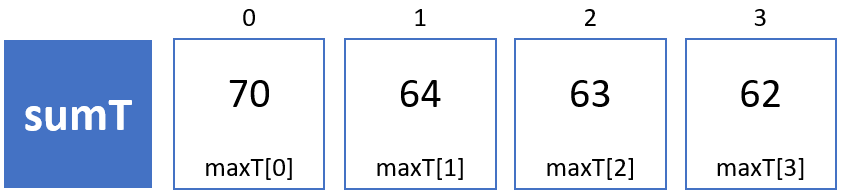 0 1 2 3
sumT 70 64 63 62
maxT[0] maxT[1] maxT[2] maxT[3]